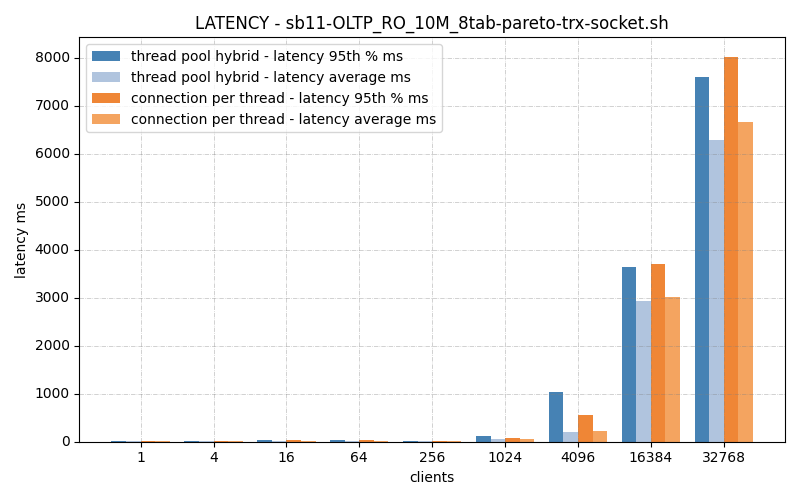 LATENCY - sb11-OLTP_RO_10M_8tab-pareto-trx-socket.sh
thread pool hybrid - latency 95th % ms
thread pool hybrid - latency average ms
connection per thread - latency 95th % ms
connection per thread - latency average ms
latency ms
8000
7000
6000
5000
4000
3000
2000
1000
0
1 4 16 64 256 1024 4096 16384 32768
clients